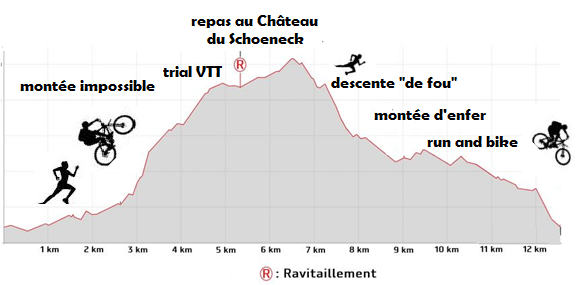 repas au Château
du Schoeneck
R
trial VTT
montée impossible
descente "de fou"
montée d'enfer
run and bike
1 km 2 km 3 km 4 km 5 km 6 km 7 km 8 km 9 km 10 km 11 km 12 km
R : Ravitaillement